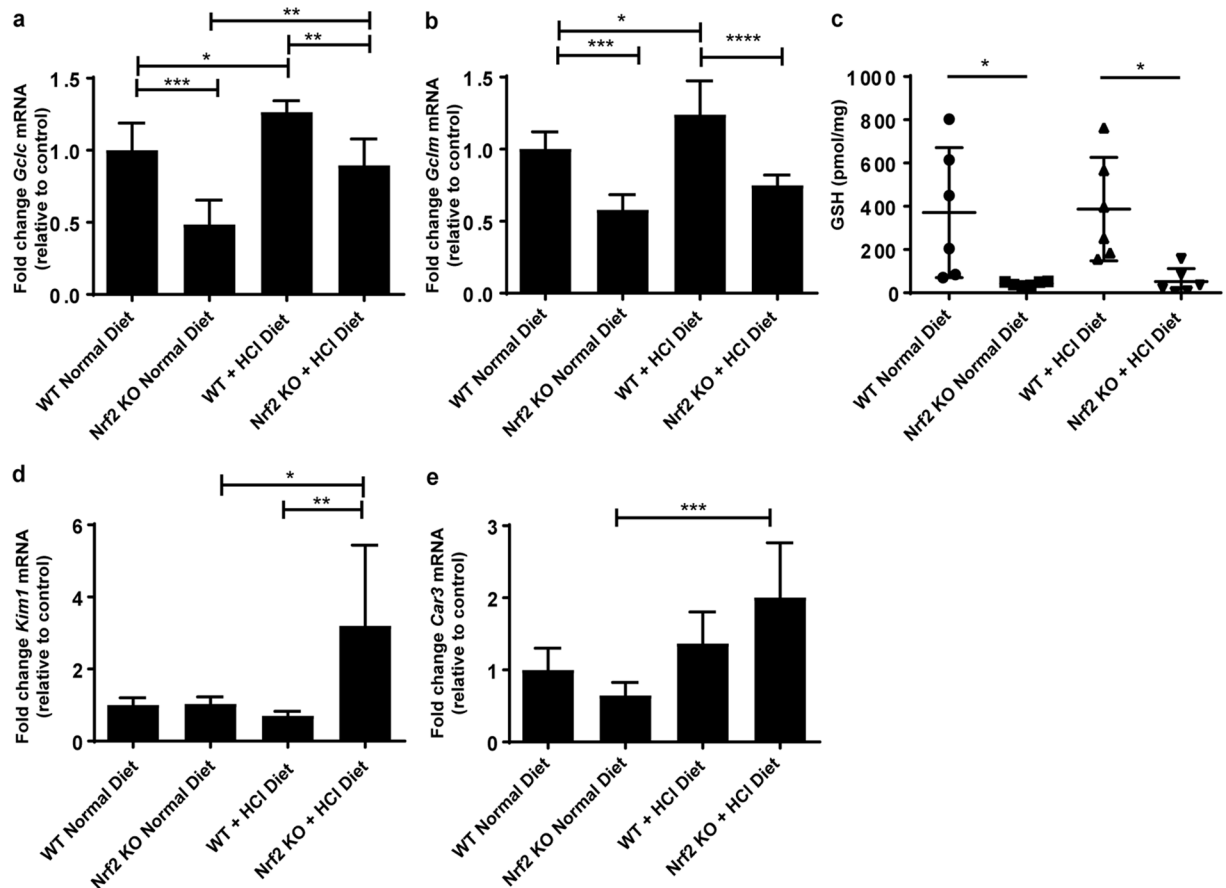 a
**
**
*
***
Fold change Gclc mRNA
(relative to control)
1.5
1.0
0.5
0.0
WT Normal Diet
Nrf2 KO Normal Diet
WT + HCl Diet
Nrf2 KO + HCl Diet
b
*
***
****
Fold change Gclm mRNA
(relative to control)
1.5
1.0
0.5
0.0
WT Normal Diet
Nrf2 KO Normal Diet
WT + HCl Diet
Nrf2 KO + HCl Diet
c
*
*
GSH (pmol/mg)
1000
800
600
400
200
0
WT Normal Diet
Nrf2 KO Normal Diet
WT + HCl Diet
Nrf2 KO + HCl Diet
d
*
**
Fold change Kim1 mRNA
(relative to control)
6
4
2
0
WT Normal Diet
Nrf2 KO Normal Diet
WT + HCl Diet
Nrf2 KO + HCl Diet
e
***
Fold change Car3 mRNA
(relative to control)
3
2
1
0
WT Normal Diet
Nrf2 KO Normal Diet
WT + HCl Diet
Nrf2 KO + HCl Diet